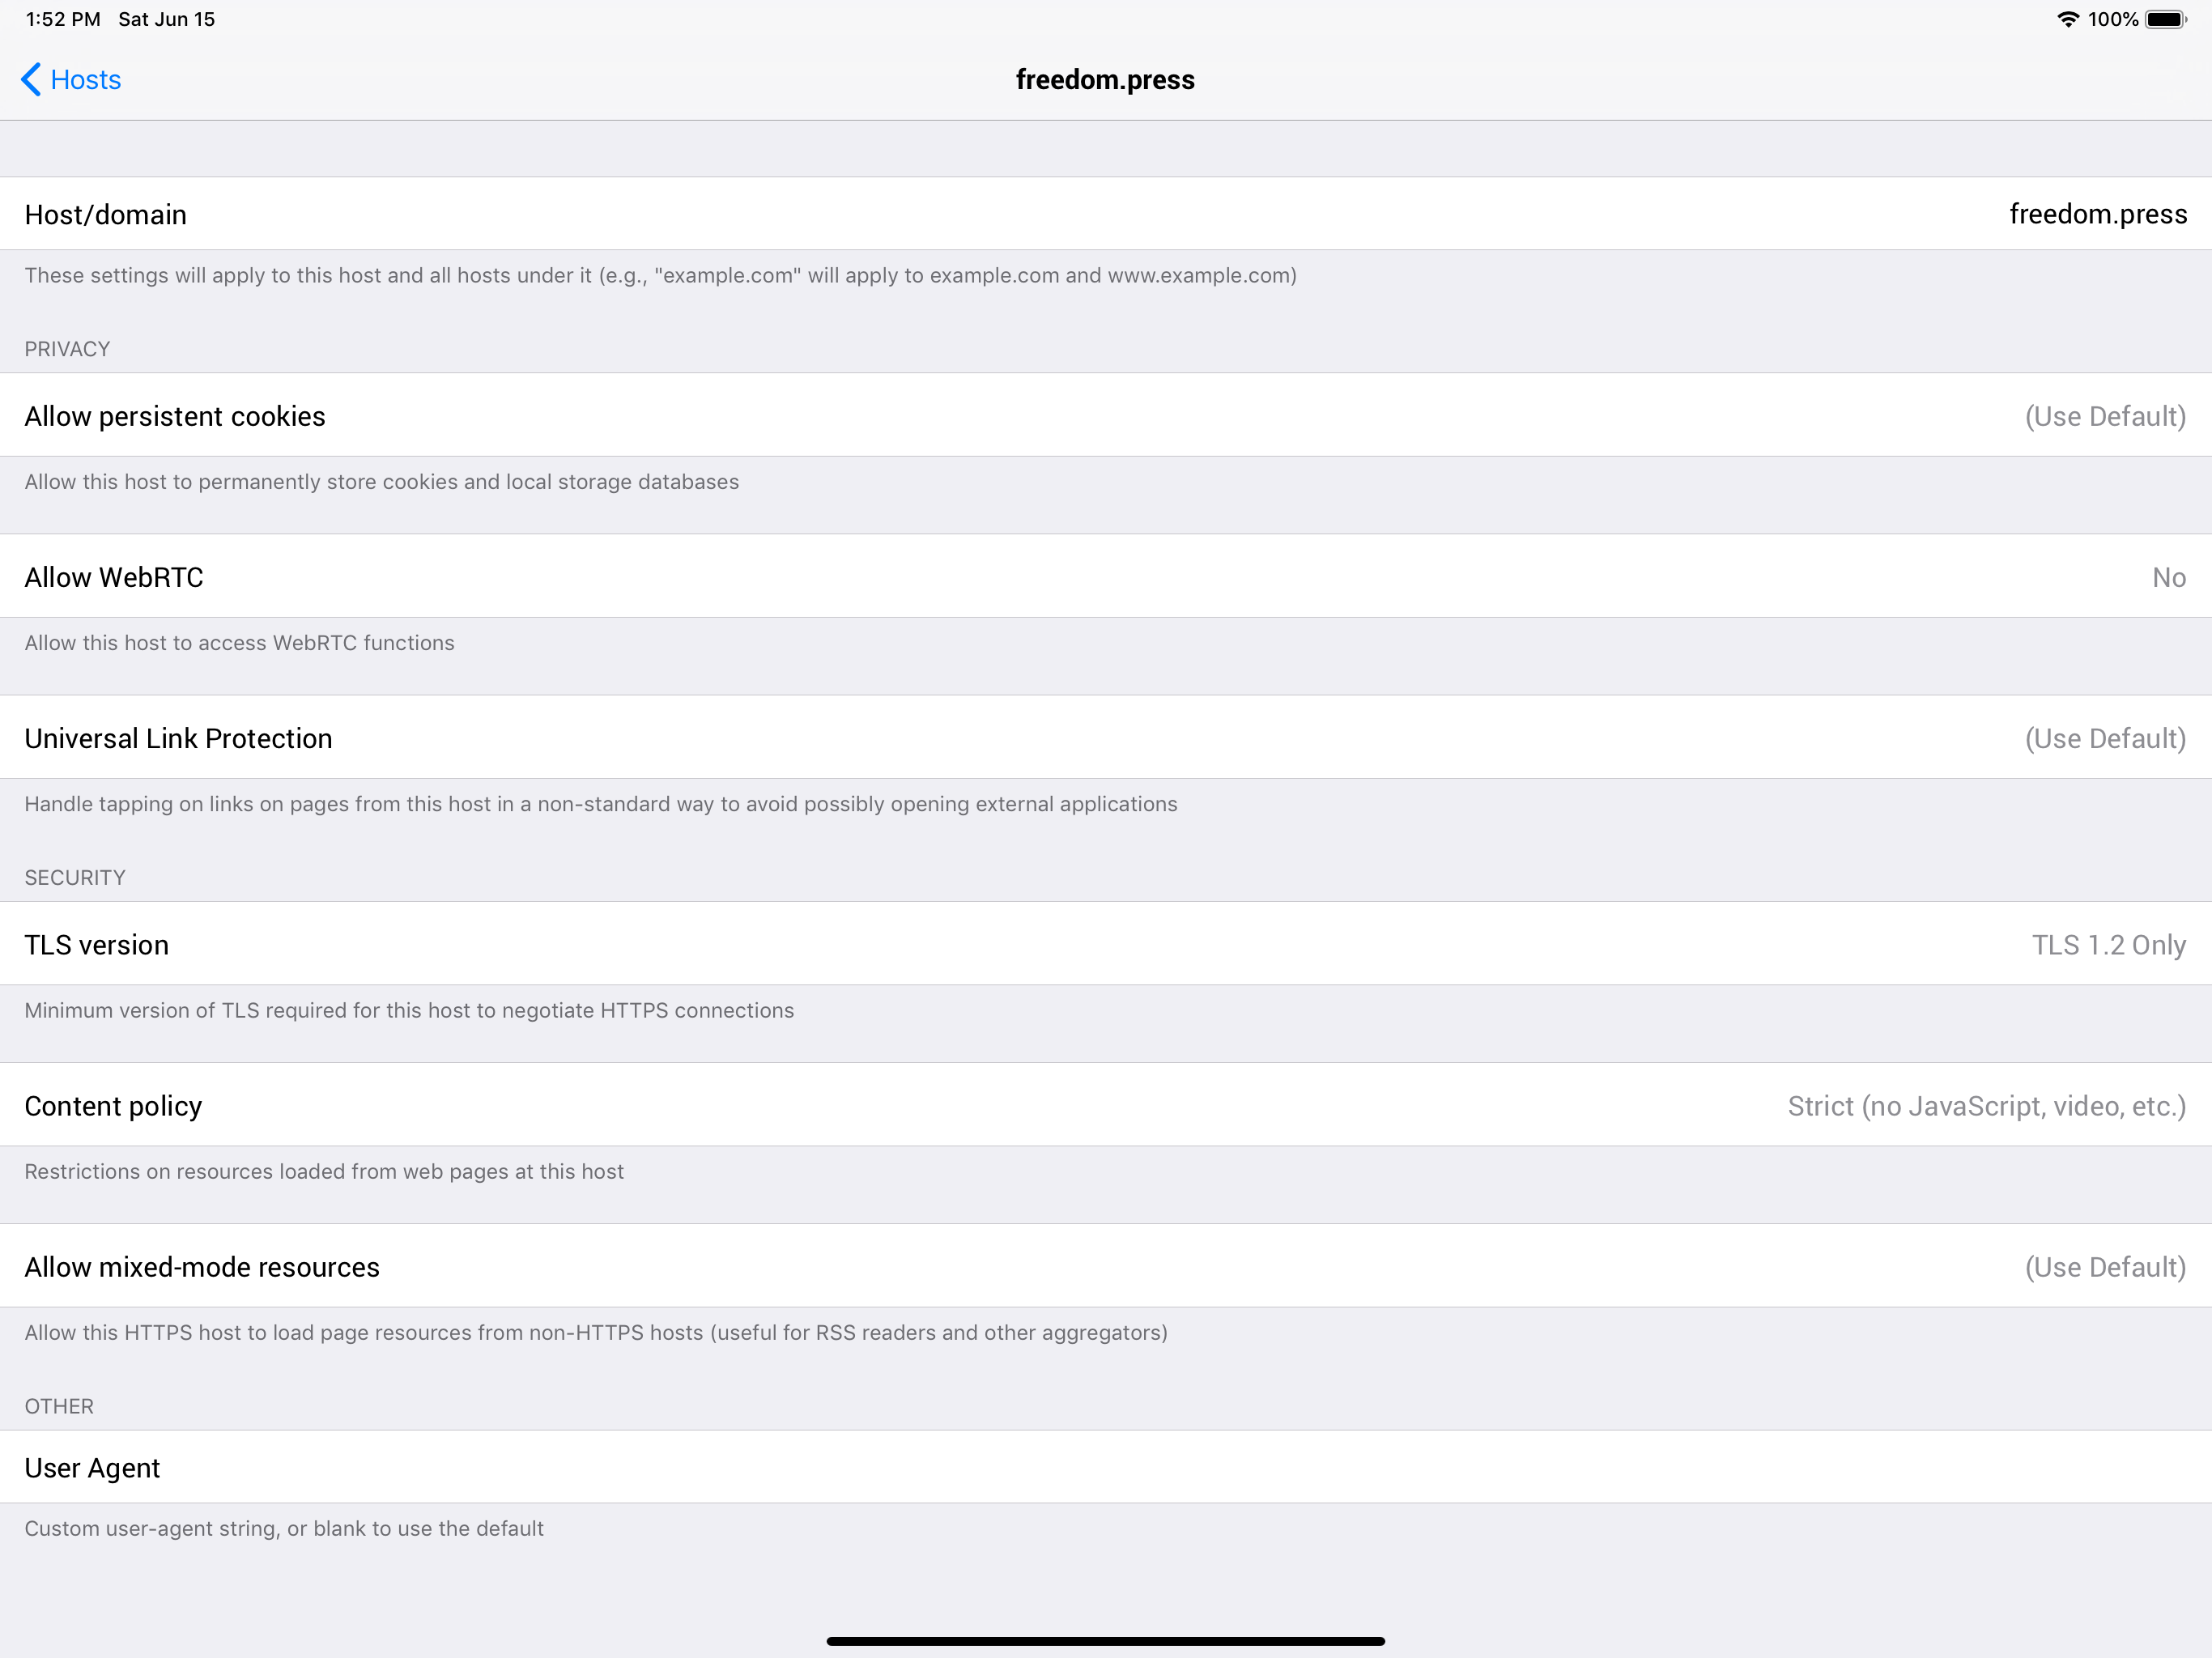 1:52 PM Sat Jun 15 100%
Hosts freedom.press
Host/domain freedom.press
These settings will apply to this host and all hosts under it (e.g., "example.com" will apply to example.com and www.example.com)
PRIVACY
Allow persistent cookies (Use Default)
Allow this host to permanently store cookies and local storage databases
Allow WebRTC No
Allow this host to access WebRTC functions
Universal Link Protection (Use Default)
Handle tapping on links on pages from this host in a non-standard way to avoid possibly opening external applications
SECURITY
TLS version TLS 1.2 Only
Minimum version of TLS required for this host to negotiate HTTPS connections
Content policy Strict (no JavaScript, video, etc.)
Restrictions on resources loaded from web pages at this host
Allow mixed-mode resources (Use Default)
Allow this HTTPS host to load page resources from non-HTTPS hosts (useful for RSS readers and other aggregators)
OTHER
User Agent
Custom user-agent string, or blank to use the default